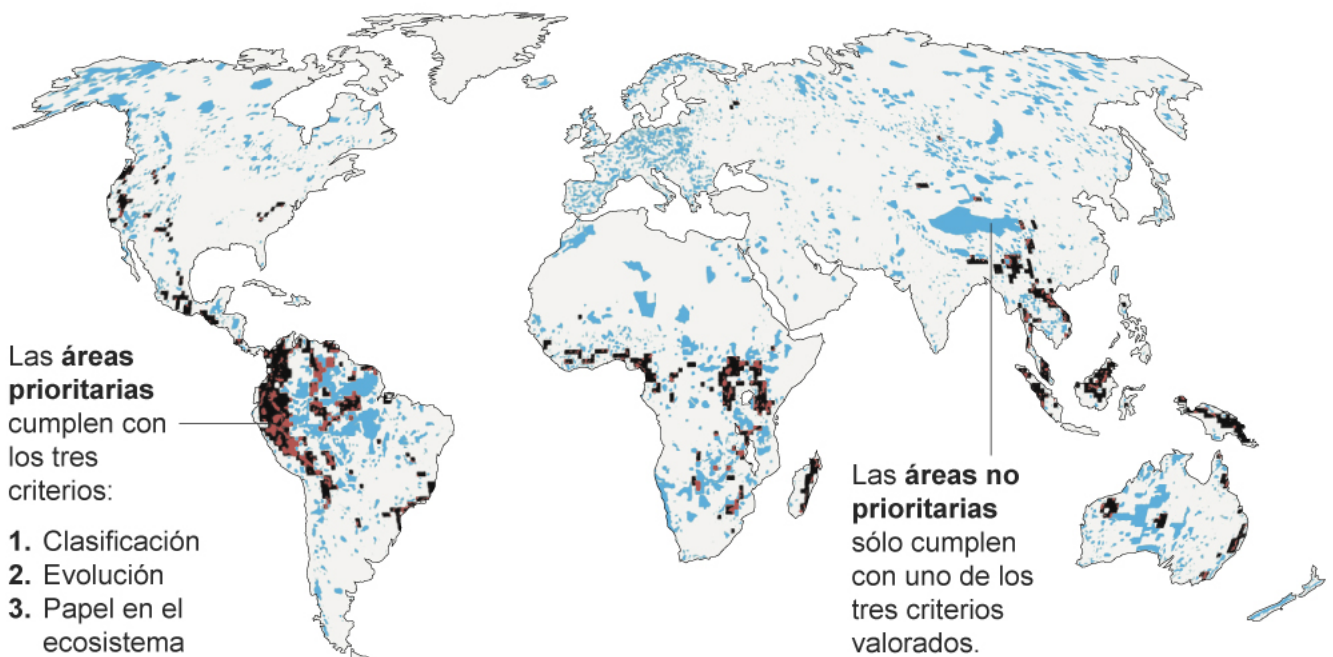 Las áreas
prioritarias
cumplen con
los tres
criterios:
1. Clasificación
2. Evolución
3. Papel en el
ecosistema
Las áreas no
prioritarias
sólo cumplen
con uno de los
tres criterios
valorados.